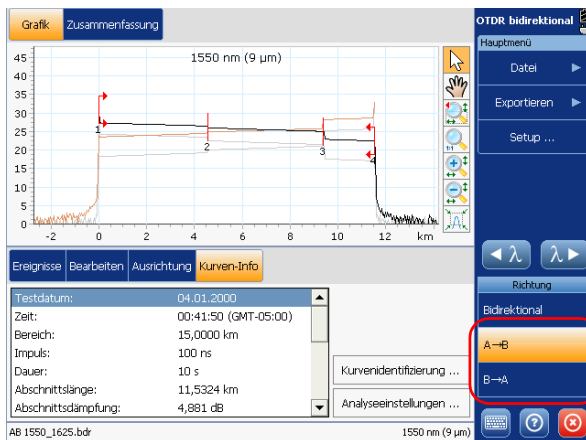 Grafik
Zusammenfassung
OTDR bidirektional
Hauptmenü
Datei
Exportieren
Setup ...
1550 nm (9 µm)
45
40
35
30
25
20
15
10
5
0
1
2
3
4
-2
0
2
4
6
8
10
12
km
1:1
Ereignisse
Bearbeiten
Ausrichtung
Kurven-Info
Testdatum: 04.01.2000
Zeit: 00:41:50 (GMT-05:00)
Bereich: 15,0000 km
Impuls: 100 ns
Dauer: 10 s
Abschnittslänge: 11,5324 km
Abschnittsdämpfung: 4,881 dB
Kurvenidentifizierung ...
Analyseeinstellungen ...
λ
λ
Richtung
Bidirektional
A→B
B→A
AB 1550_1625.bdr
1550 nm (9 µm)